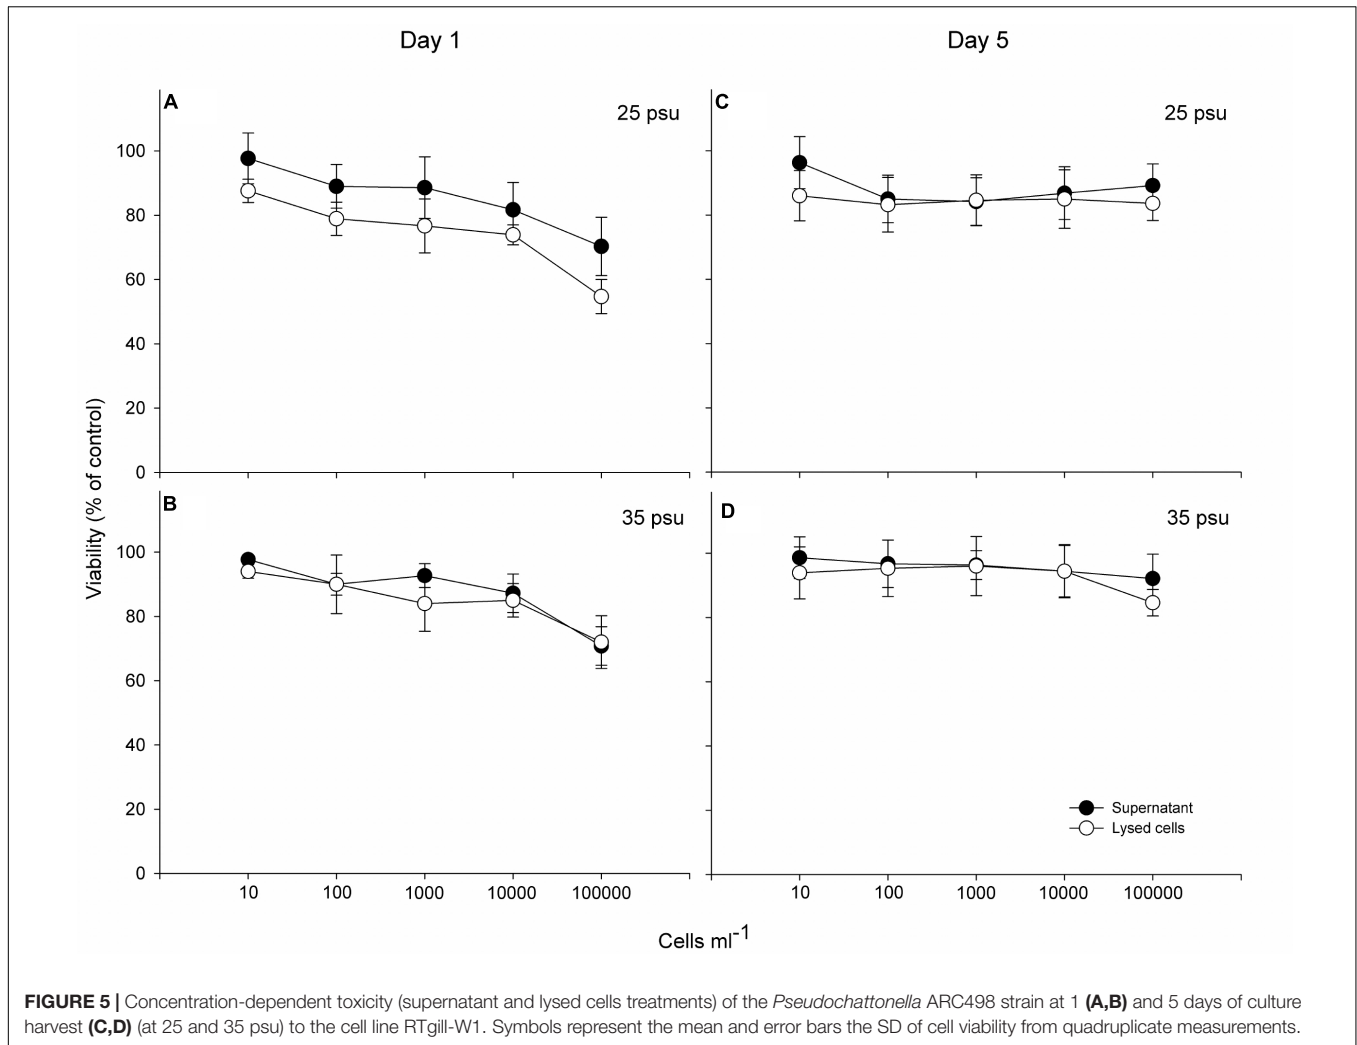 Day 1
Day 5
A
25 psu
C
25 psu
100
80
60
40
20
0
B
35 psu
D
35 psu
100
80
60
40
20
0
Viability (% of control)
Supernatant
Lysed cells
10 100 1000 10000 100000
10 100 1000 10000 100000
Cells ml⁻¹
FIGURE 5 | Concentration-dependent toxicity (supernatant and lysed cells treatments) of the Pseudochattonella ARC498 strain at 1 (A,B) and 5 days of culture
harvest (C,D) (at 25 and 35 psu) to the cell line RTgill-W1. Symbols represent the mean and error bars the SD of cell viability from quadruplicate measurements.